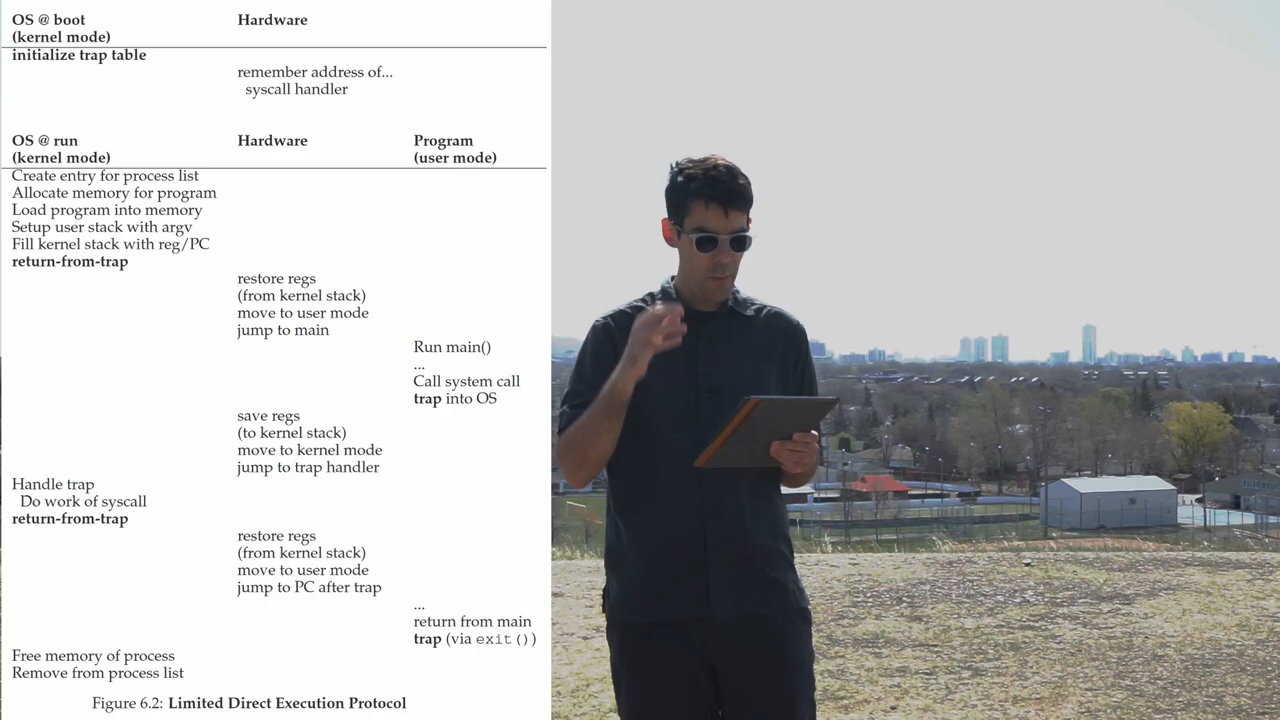 OS @ boot Hardware
(kernel mode)
initialize trap table
remember address of...
syscall handler
OS @ run Hardware Program
(kernel mode) (user mode)
Create entry for process list
Allocate memory for program
Load program into memory
Setup user stack with argv
Fill kernel stack with reg/PC
return-from-trap
restore regs
(from kernel stack)
move to user mode
jump to main
Run main()
...
Call system call
trap into OS
save regs
(to kernel stack)
move to kernel mode
jump to trap handler
Handle trap
Do work of syscall
return-from-trap
restore regs
(from kernel stack)
move to user mode
jump to PC after trap
...
return from main
trap (via exit())
Free memory of process
Remove from process list
Figure 6.2: Limited Direct Execution Protocol